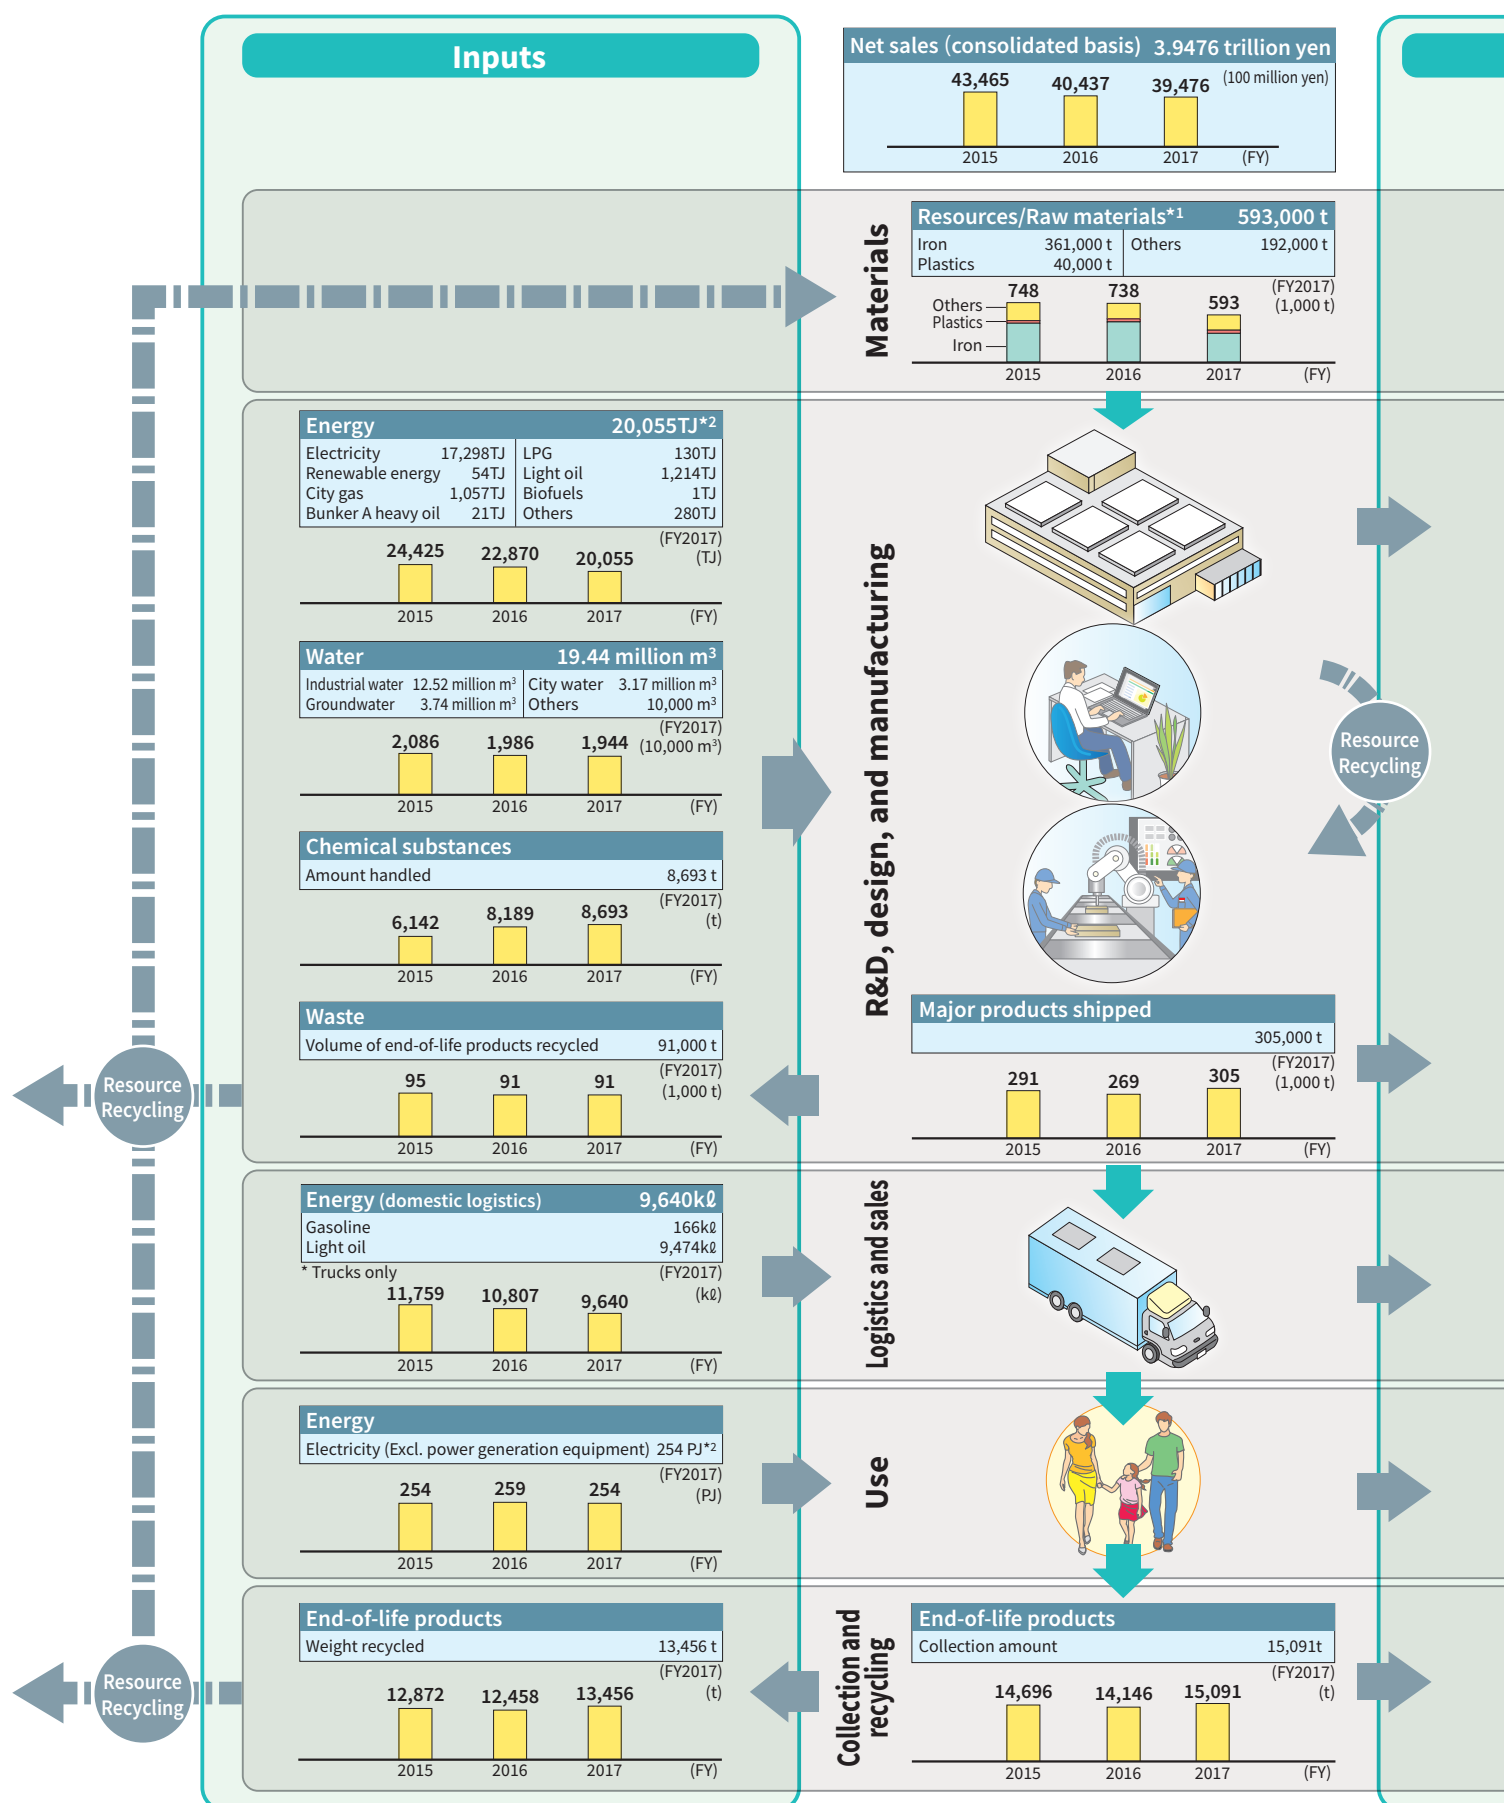 Inputs
Net sales (consolidated basis) 3.9476 trillion yen
(100 million yen)
43,465 40,437 39,476
2015 2016 2017 (FY)
Materials
Resources/Raw materials*1 593,000 t
Iron 361,000 t Others 192,000 t
Plastics 40,000 t
(FY2017)
(1,000 t)
748 738 593
Others
Plastics
Iron
2015 2016 2017 (FY)
R&D, design, and manufacturing
Energy 20,055TJ*2
Electricity 17,298TJ LPG 130TJ
Renewable energy 54TJ Light oil 1,214TJ
City gas 1,057TJ Biofuels 1TJ
Bunker A heavy oil 21TJ Others 280TJ
(FY2017)
(TJ)
24,425 22,870 20,055
2015 2016 2017 (FY)
Water 19.44 million m³
Industrial water 12.52 million m³ City water 3.17 million m³
Groundwater 3.74 million m³ Others 10,000 m³
(FY2017)
(10,000 m³)
2,086 1,986 1,944
2015 2016 2017 (FY)
Resource
Recycling
Chemical substances
Amount handled 8,693 t
(FY2017)
(t)
6,142 8,189 8,693
2015 2016 2017 (FY)
Waste
Volume of end-of-life products recycled 91,000 t
(FY2017)
(1,000 t)
95 91 91
2015 2016 2017 (FY)
Resource
Recycling
Major products shipped
305,000 t
(FY2017)
(1,000 t)
291 269 305
2015 2016 2017 (FY)
Logistics and sales
Energy (domestic logistics) 9,640kℓ
Gasoline 166kℓ
Light oil 9,474kℓ
* Trucks only (FY2017)
(kℓ)
11,759 10,807 9,640
2015 2016 2017 (FY)
Use
Energy
Electricity (Excl. power generation equipment) 254 PJ*2
(FY2017)
(PJ)
254 259 254
2015 2016 2017 (FY)
Collection and
recycling
End-of-life products
Weight recycled 13,456 t
(FY2017)
(t)
12,872 12,458 13,456
2015 2016 2017 (FY)
Resource
Recycling
End-of-life products
Collection amount 15,091t
(FY2017)
(t)
14,696 14,146 15,091
2015 2016 2017 (FY)